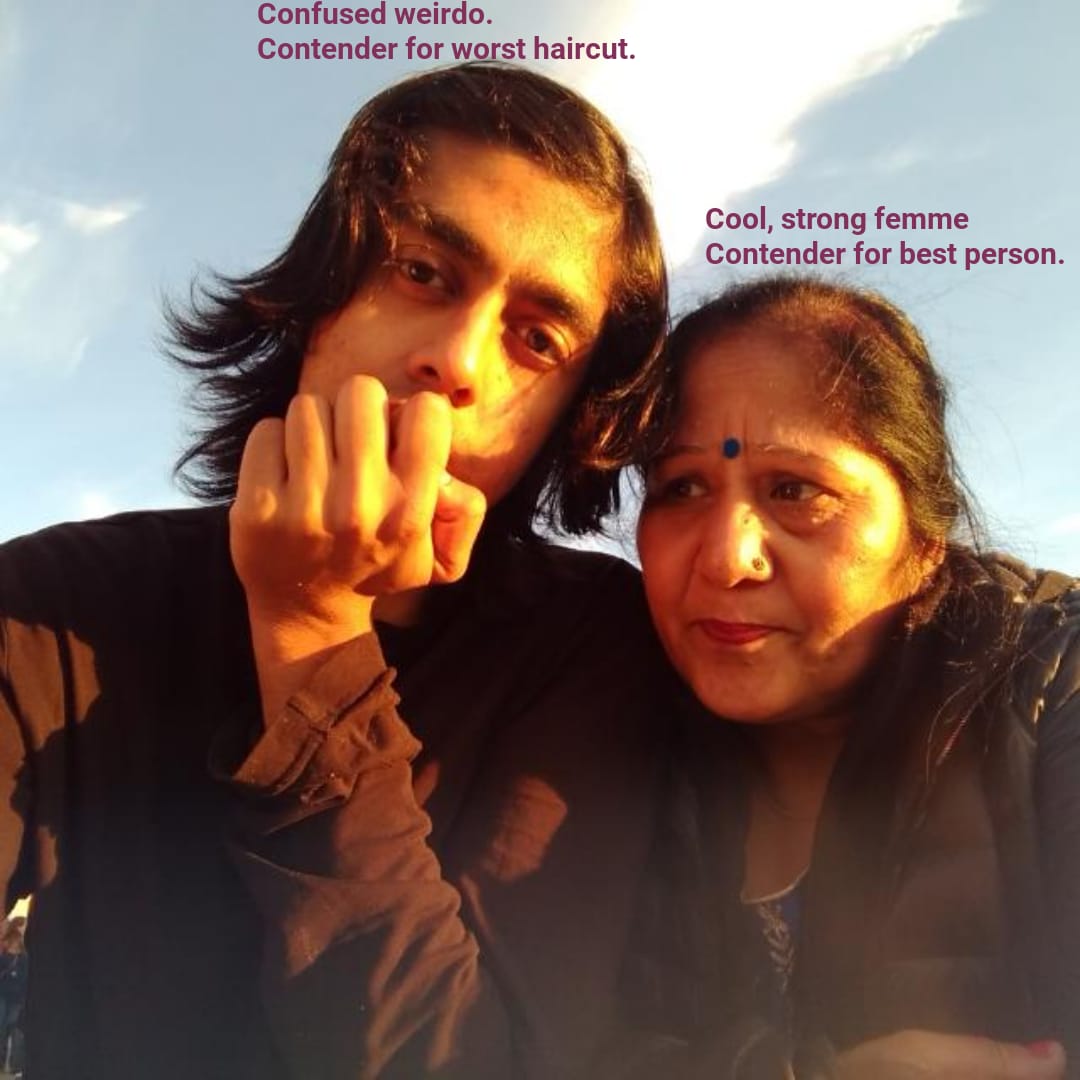 Confused weirdo.
Contender for worst haircut.
Cool, strong femme
Contender for best person.